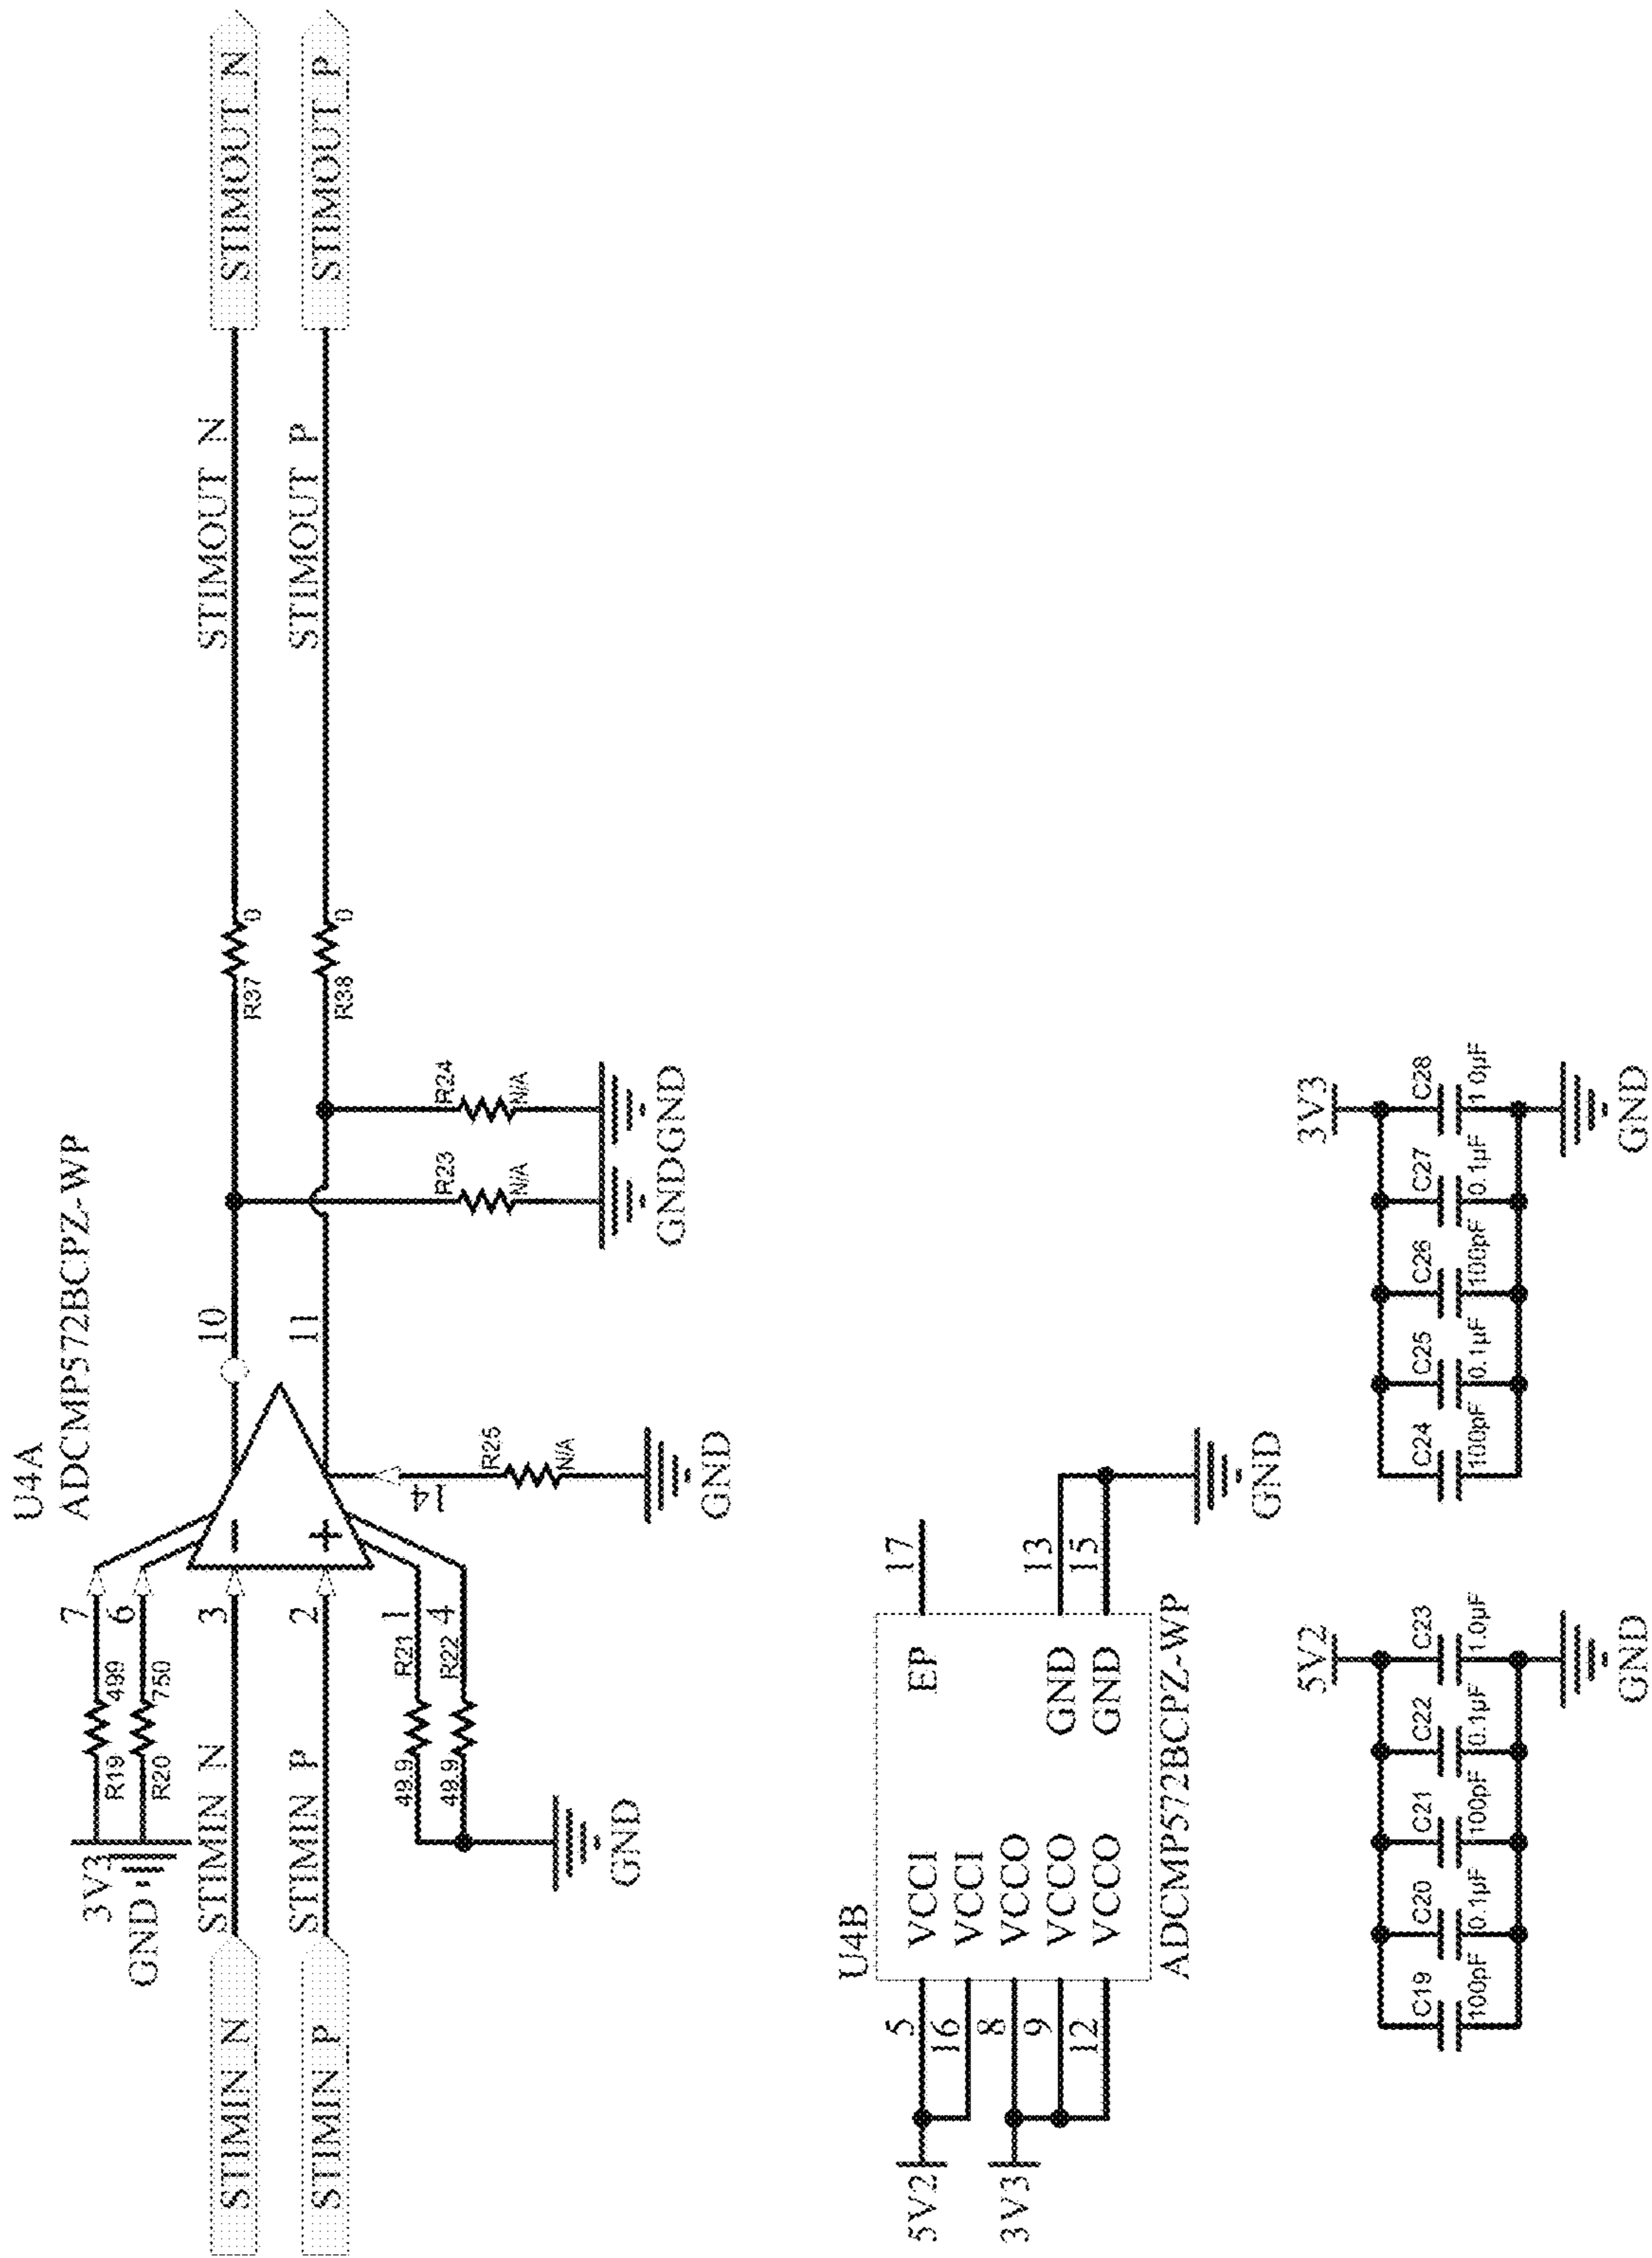 U4A
ADCMP572BCPZ-WP
3V3
R19
499
7
GND
R20
750
6
STIMIN N
STIMIN N
3
10
R37
0
STIMOUT N
STIMOUT N
STIMIN P
STIMIN P
2
11
R38
0
STIMOUT P
STIMOUT P
49.9
R21
1
49.9
R22
4
GND
14
R25
N/A
GND
R23
N/A
R24
N/A
GNDGND
U4B
5V2
5
VCCI
EP
17
16
VCCI
3V3
8
VCCO
9
VCCO
GND
13
12
VCCO
GND
15
GND
ADCMP572BCPZ-WP
5V2
C19
C20
C21
C22
C23
100pF
0.1µF
100pF
0.1µF
1.0µF
GND
3V3
C24
C25
C26
C27
C28
100pF
0.1µF
100pF
0.1µF
1.0µF
GND